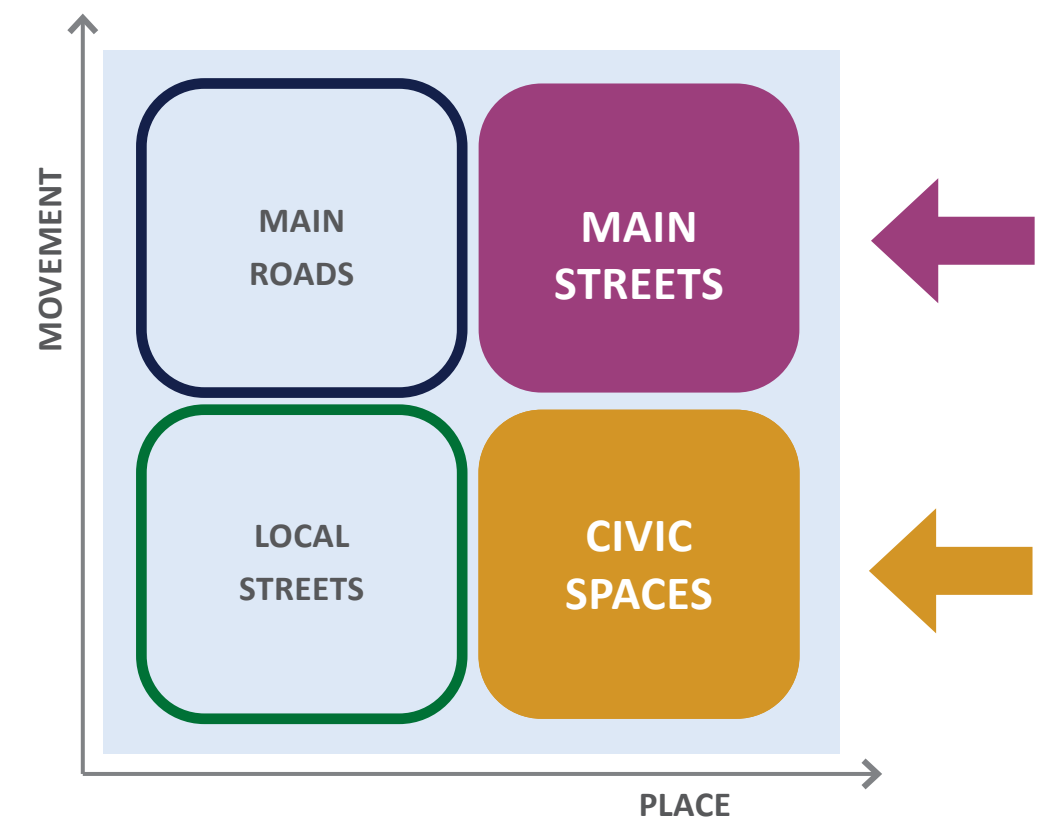 MOVEMENT
MAIN
ROADS
MAIN
STREETS
LOCAL
STREETS
CIVIC
SPACES
PLACE